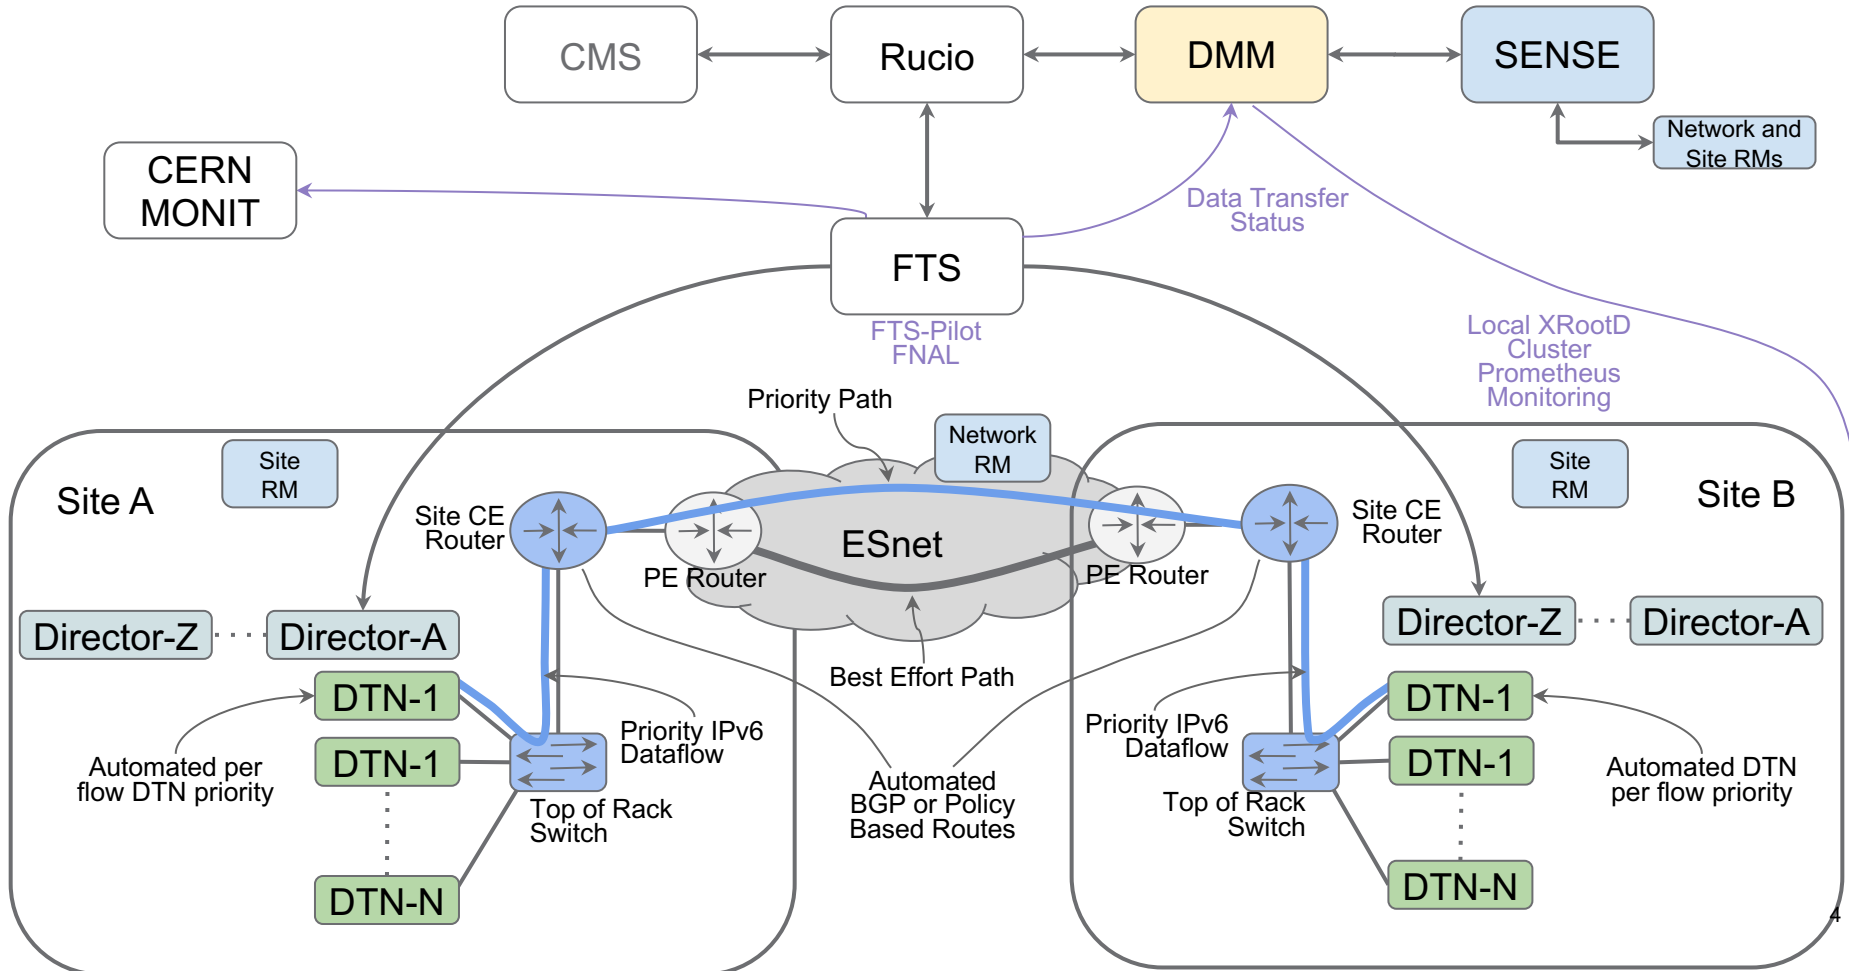 CMS
Rucio
DMM
SENSE
Network and
Site RMs
CERN
MONIT
Data Transfer
Status
FTS
FTS-Pilot
FNAL
Local XRootD
Cluster
Prometheus
Monitoring
Priority Path
Network
RM
Site
RM
Site A
Site CE
Router
PE Router
ESnet
PE Router
Site CE
Router
Site
RM
Site B
Director-Z
Director-A
Director-Z
Director-A
Best Effort Path
DTN-1
Priority IPv6
Dataflow
DTN-1
Automated per
flow DTN priority
Top of Rack
Switch
DTN-N
Automated
BGP or Policy
Based Routes
Priority IPv6
Dataflow
DTN-1
DTN-1
Automated DTN
per flow priority
Top of Rack
Switch
DTN-N
4